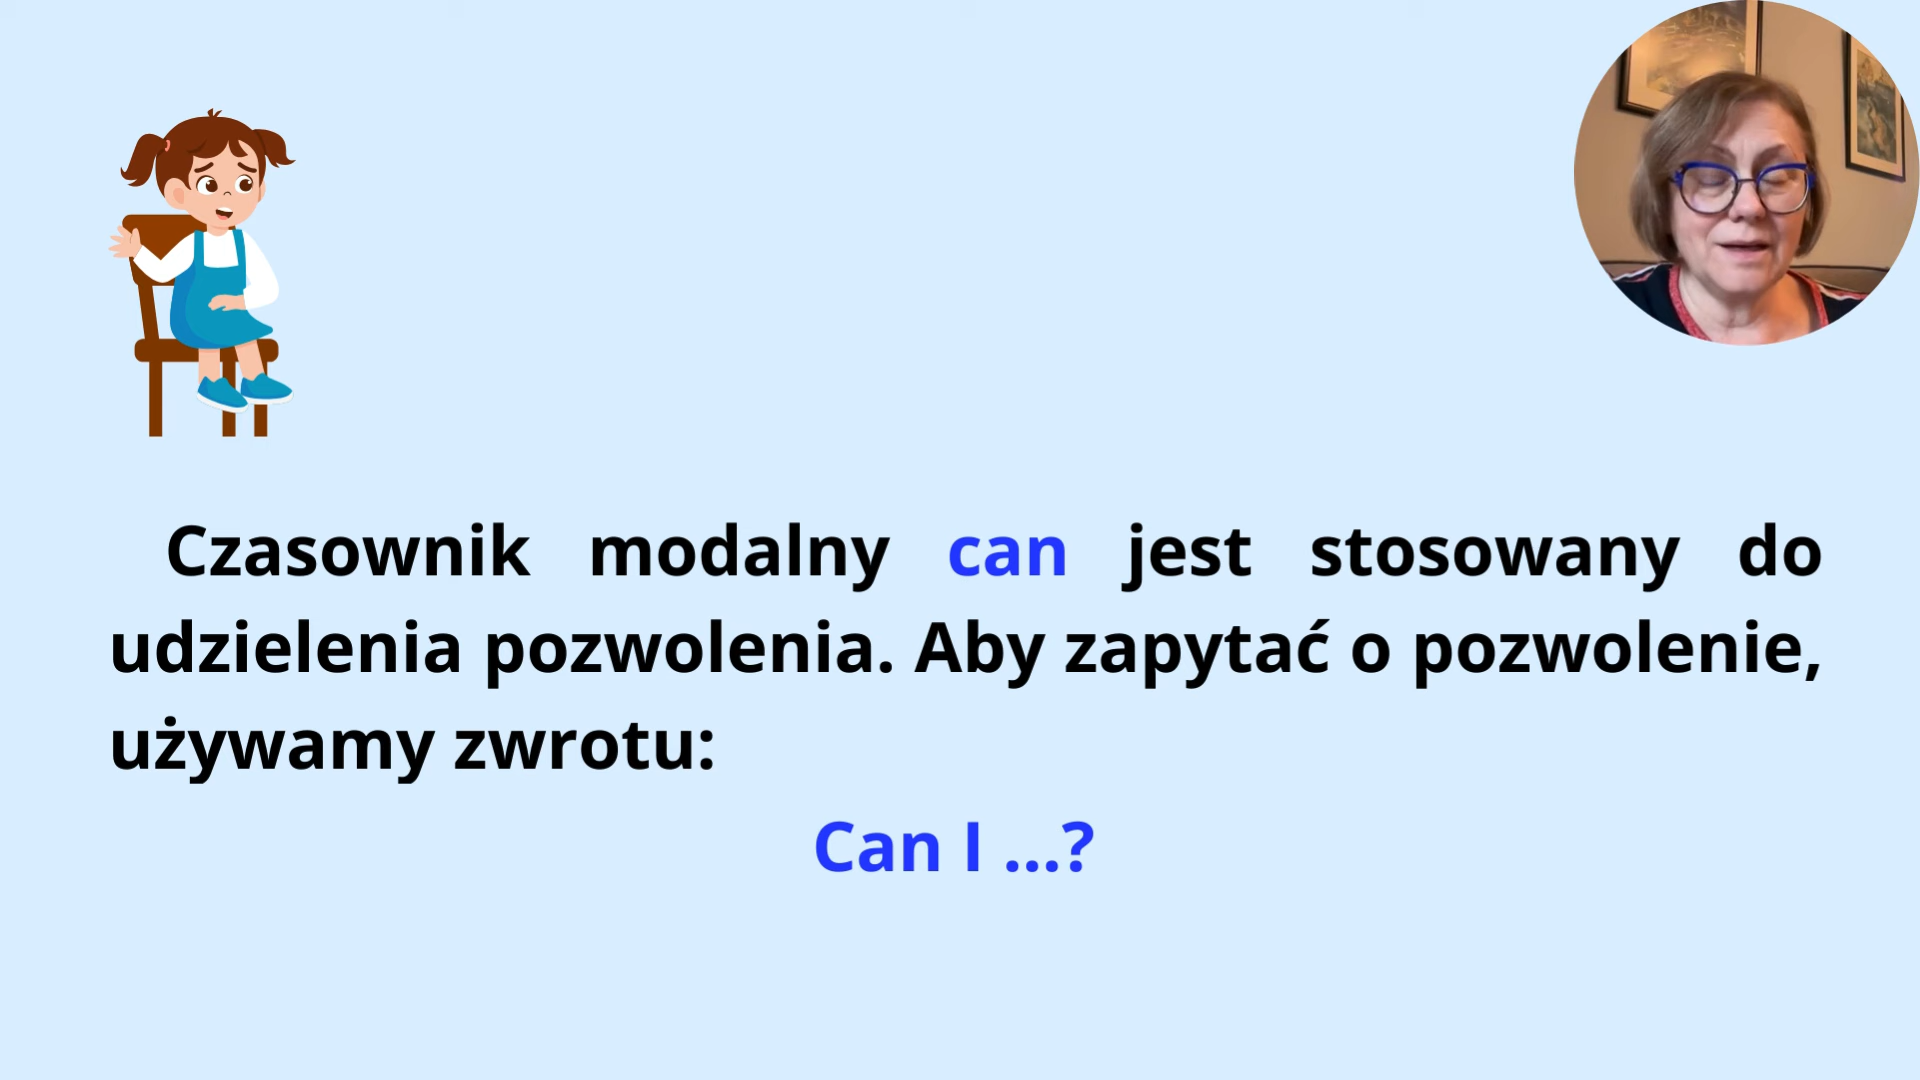 Czasownik modalny can jest stosowany do
udzielenia pozwolenia. Aby zapytać o pozwolenie,
używamy zwrotu:
Can I ...?